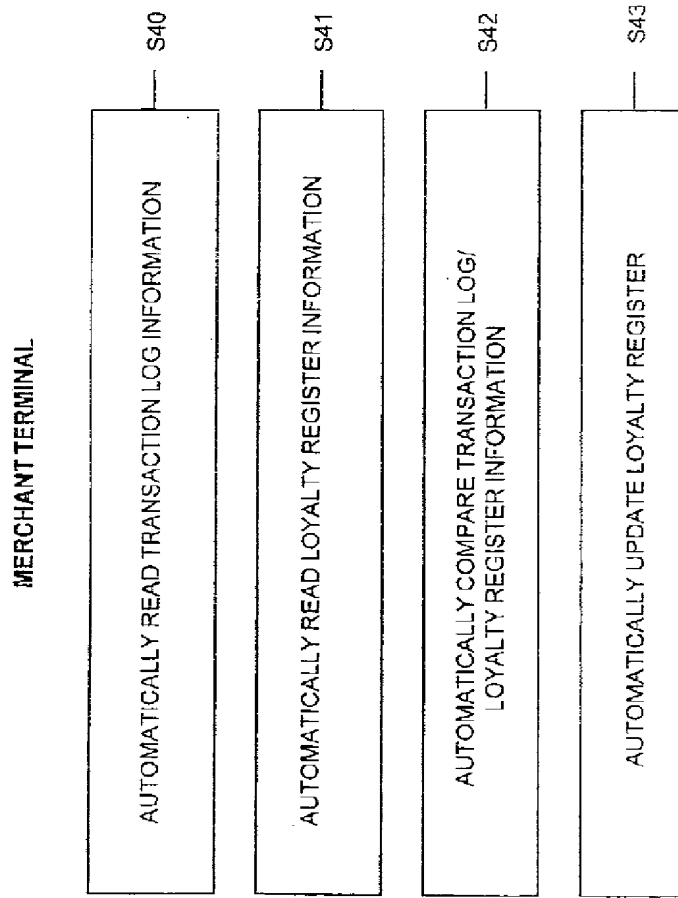 MERCHANT TERMINAL
AUTOMATICALLY READ TRANSACTION LOG INFORMATION
S40
AUTOMATICALLY READ LOYALTY REGISTER INFORMATION
S41
AUTOMATICALLY COMPARE TRANSACTION LOG/
LOYALTY REGISTER INFORMATION
S42
AUTOMATICALLY UPDATE LOYALTY REGISTER
S43